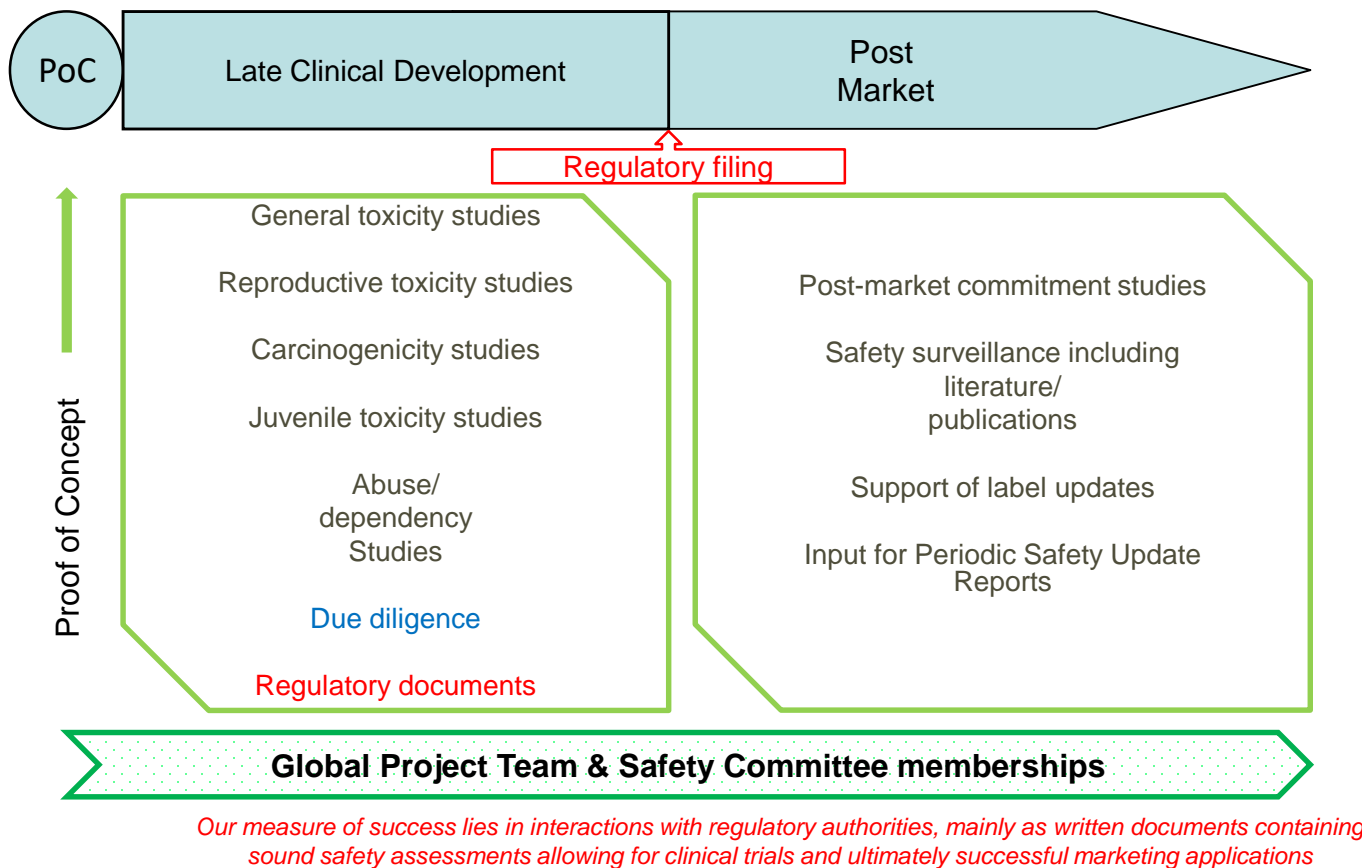 PoC
Late Clinical Development
Post
Market
Regulatory filing
Proof of Concept
General toxicity studies
Reproductive toxicity studies
Carcinogenicity studies
Juvenile toxicity studies
Abuse/
dependency
Studies
Due diligence
Regulatory documents
Post-market commitment studies
Safety surveillance including
literature/
publications
Support of label updates
Input for Periodic Safety Update
Reports
Global Project Team & Safety Committee memberships
Our measure of success lies in interactions with regulatory authorities, mainly as written documents containing
sound safety assessments allowing for clinical trials and ultimately successful marketing applications